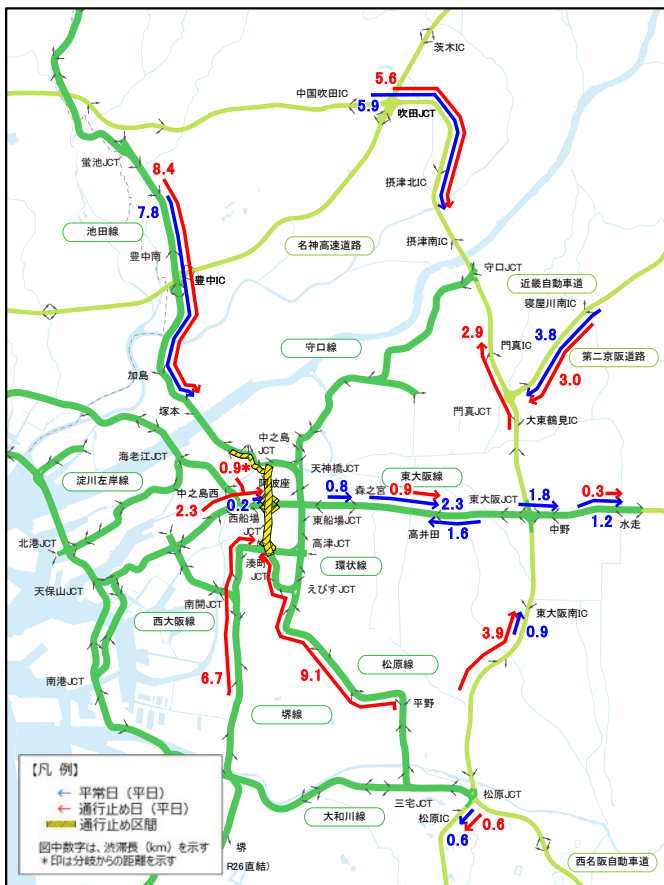 茨木IC
5.6
中国吹田IC
5.9
吹田JCT
蛍池JCT
8.4
摂津北IC
7.8
池田線
名神高速道路
摂津南IC
豊中南
豊中IC
守口JCT
近畿自動車道
寝屋川南IC
守口線
2.9
門真IC
3.8
第二京阪道路
3.0
加島
門真JCT
塚本
大東鶴見IC
中之島
JCT
海老江JCT
0.9*
天神橋JCT
阿波座
東大阪線
淀川左岸線
中之島西
0.8
森之宮
0.9
2.3
東大阪JCT
1.8
0.3
2.3
0.2
西船場
JCT
東船場JCT
高井田
1.6
中野
1.2
水走
北港JCT
高津JCT
湊町
JCT
環状線
天保山JCT
南開JCT
えびすJCT
西大阪線
東大阪南IC
3.9
0.9
松原線
6.7
9.1
南港JCT
堺線
平野
【凡 例】
平常日（平日）
通行止め日（平日）
通行止め区間
図中数字は、渋滞長（km）を示す
＊印は分岐からの距離を示す
三宅JCT
松原JCT
大和川線
松原IC
0.6
0.6
堺
R26直結）
西名阪自動車道